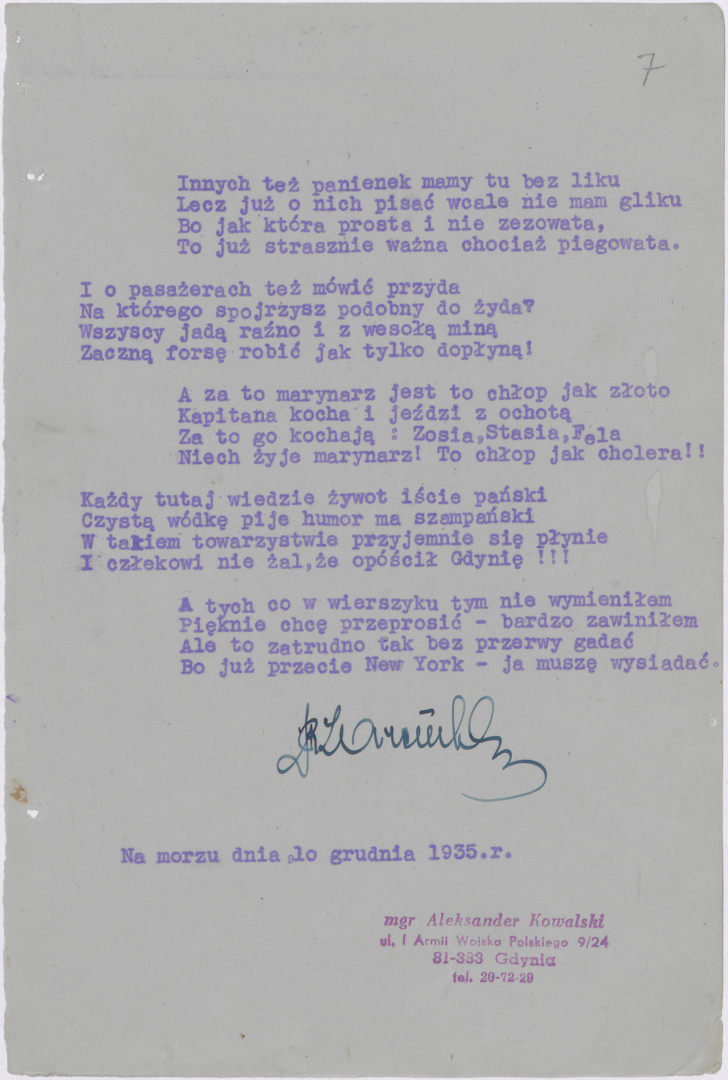 7
Innych też panienek mamy tu bez liku
Lecz już o nich pisać wcale nie mam gliku
Bo jak która prosta i nie zezowata,
To już strasznie ważna chociaż piegowata.
I o pasażerach też mówić przyda
Na którego spojrzysz podobny do żyda?
Wszyscy jadą raźno i z wesołą miną
Zaczną forsę robić jak tylko dopłyną!
A za to marynarz jest to chłop jak złoto
Kapitana kocha i jeździ z ochotą
Za to go kochają : Zosia,Stasia,Fela
Niech żyje marynarz! To chłop jak cholera!!
Każdy tutaj wiedzie żywot iście pański
Czystą wódkę pije humor ma szampański
W takiem towarzystwie przyjemnie się płynie
I człekowi nie żal,że opóścił Gdynię !!!
A tych co w wierszyku tym nie wymieniłem
Pięknie chcę przeprosić - bardzo zawiniłem
Ale to zatrudno tak bez przerwy gadać
Bo już przecie New York - ja muszę wysiadać.
Na morzu dnia 10 grudnia 1935.r.
mgr Aleksander Kowalski
ul. I Armii Wojska Polskiego 9/24
81-383 Gdynia
tel. 20-72-29